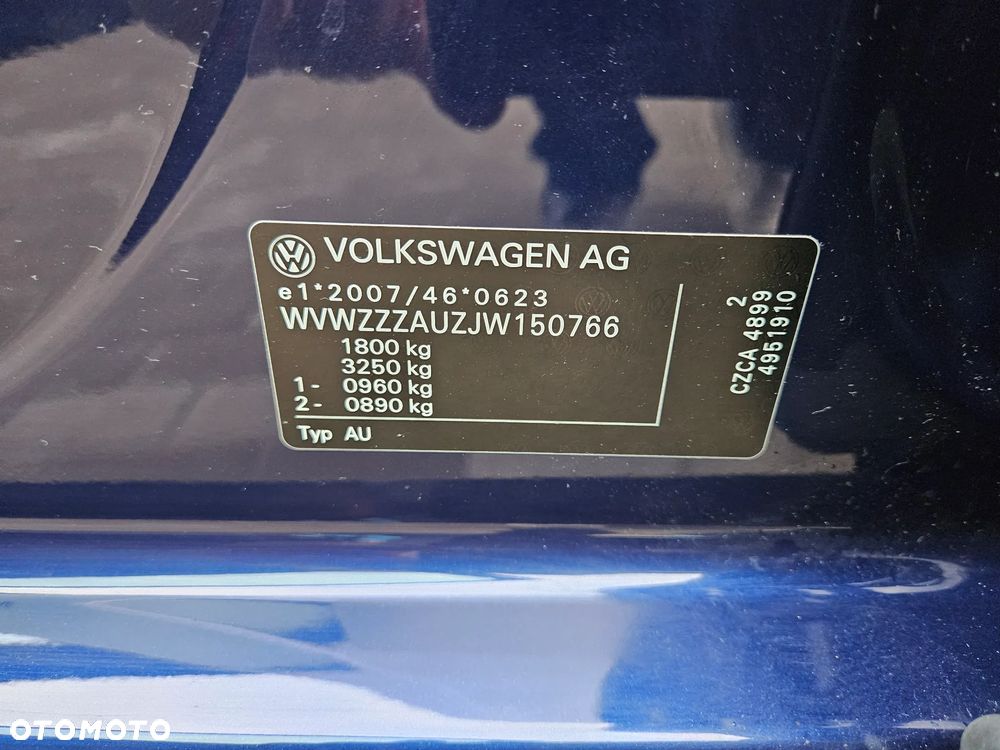 VOLKSWAGEN AG
e1*2007/46*0623
WVWZZZAUZJW150766
1800 kg
3250 kg
1- 0960 kg
2- 0890 kg
Typ AU
2
CZCA 4899
4951910
OTOMOTO